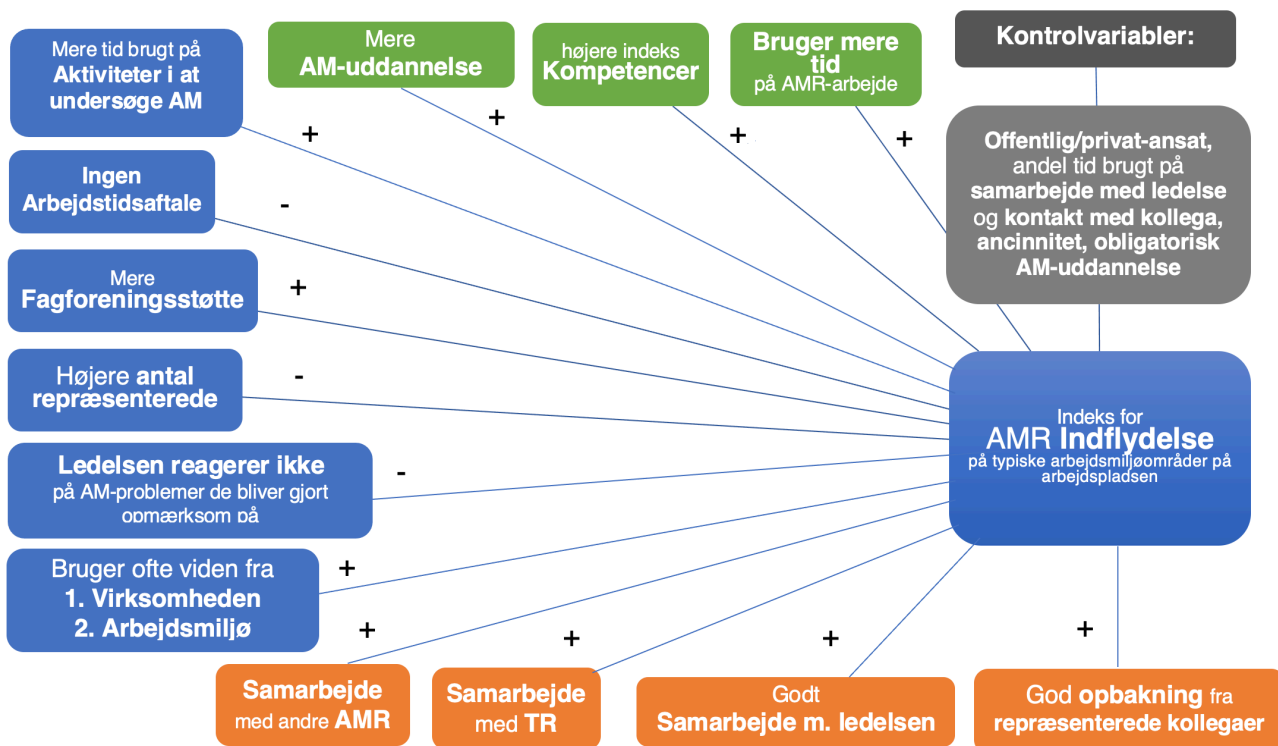 Mere tid brugt på
Aktiviteter i at
undersøge AM
Mere
AM-uddannelse
højere indeks
Kompetencer
Bruger mere
tid
på AMR-arbejde
Kontrolvariabler:
+
+
+
+
Offentlig/privat-ansat,
andel tid brugt på
samarbejde med ledelse
og kontakt med kollega,
ancinnitet, obligatorisk
AM-uddannelse
Ingen
Arbejdstidsaftale
-
Mere
Fagforeningsstøtte
+
Højere antal
repræsenterede
-
Indeks for
AMR Indflydelse
på typiske arbejdsmiljøområder på
arbejdspladsen
Ledelsen reagerer ikke
på AM-problemer de bliver gjort
opmærksom på
-
Bruger ofte viden fra
1. Virksomheden
2. Arbejdsmiljø
+
+
+
+
+
Samarbejde
med andre AMR
Samarbejde
med TR
Godt
Samarbejde m. ledelsen
God opbakning fra
repræsenterede kollegaer